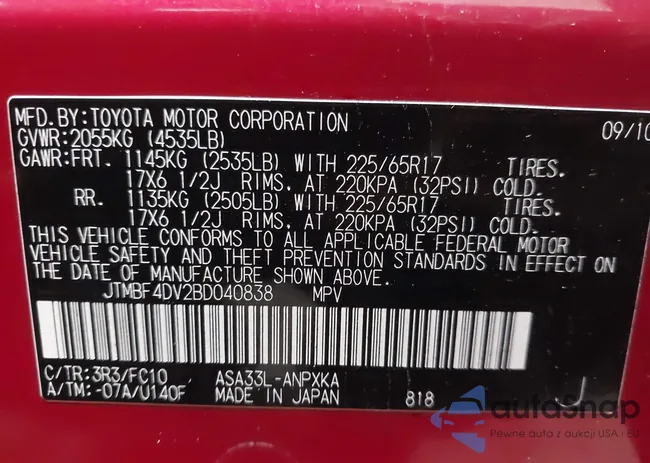 MFD.BY:TOYOTA MOTOR CORPORATION 09/10
GVWR:2055KG (4535LB)
GAWR:FRT. 1145KG (2535LB) WITH 225/65R17 TIRES.
17X6 1/2J RIMS, AT 220KPA (32PSI) COLD.
RR. 1135KG (2505LB) WITH 225/65R17 TIRES.
17X6 1/2J RIMS, AT 220KPA (32PSI) COLD.
THIS VEHICLE CONFORMS TO ALL APPLICABLE FEDERAL MOTOR
VEHICLE SAFETY AND THEFT PREVENTION STANDARDS IN EFFECT ON
THE DATE OF MANUFACTURE SHOWN ABOVE.
JTMBF4DV2BD040838 MPV
C/TR:3R3/FC10 ASA33L-ANPXKA
A/TM:-07A/U140F MADE IN JAPAN 818 J
autoSnap
Pewne auta z aukcji USA i EU